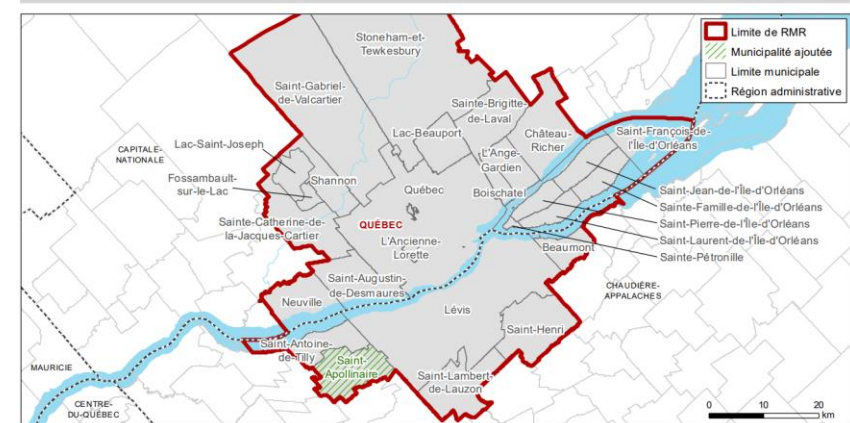 Stoneham-et-
Tewkesbury
Limite de RMR
Municipalité ajoutée
Limite municipale
Région administrative
Saint-Gabriel-
de-Valcartier
Sainte-Brigitte-
de-Laval
Lac-Beauport
Château-
Richer
Saint-François-de-
l'Île-d'Orléans
CAPITALE-
NATIONALE
Lac-Saint-Joseph
L'Ange-
Gardien
Fossambault-
sur-le-Lac
Shannon
Québec
Boischatel
Saint-Jean-de-l'Île-d'Orléans
Sainte-Famille-de-l'Île-d'Orléans
Saint-Pierre-de-l'Île-d'Orléans
Saint-Laurent-de-l'Île-d'Orléans
Sainte-Pétronille
Sainte-Catherine-de-
la-Jacques-Cartier
QUÉBEC
L'Ancienne-
Lorette
Beaumont
Saint-Augustin-
de-Desmaures
CHAUDIÈRE-
APPALACHES
Neuville
Lévis
Saint-Henri
Saint-Antoine-
de-Tilly
Saint-
Apollinaire
Saint-Lambert-
de-Lauzon
MAURICIE
CENTRE-
DU-QUÉBEC
0 10 20
km